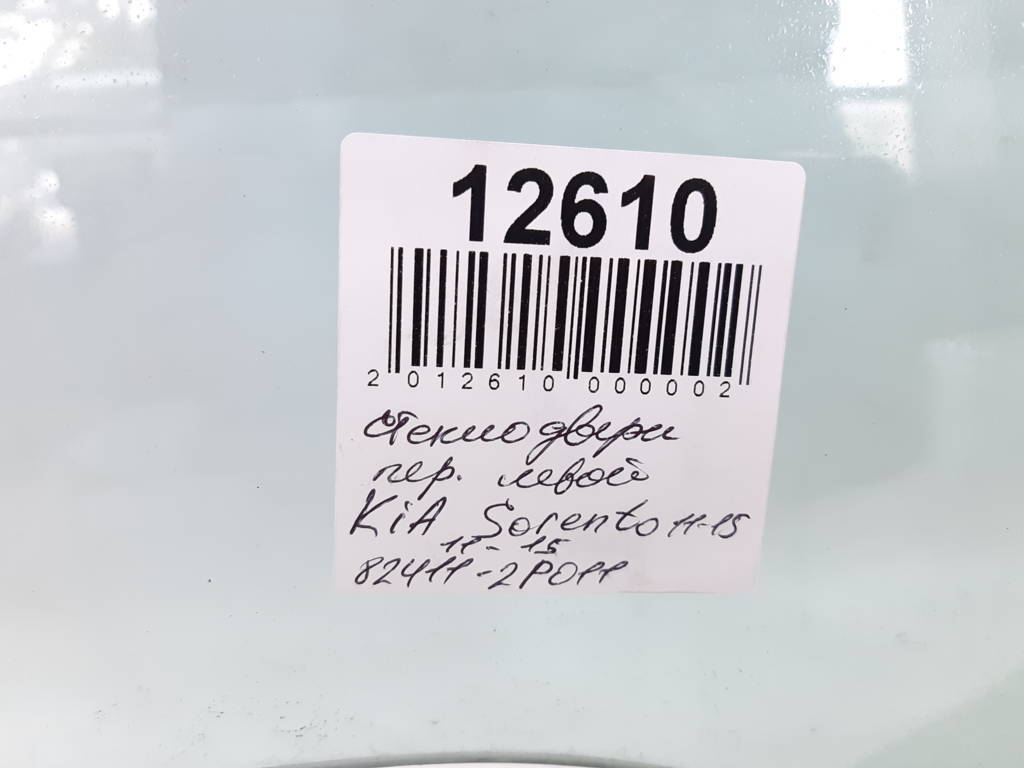 12610
2 012610 000002
стекло двери
пер. левой
KiA Sorento 11-15
11-15
82411-2P011